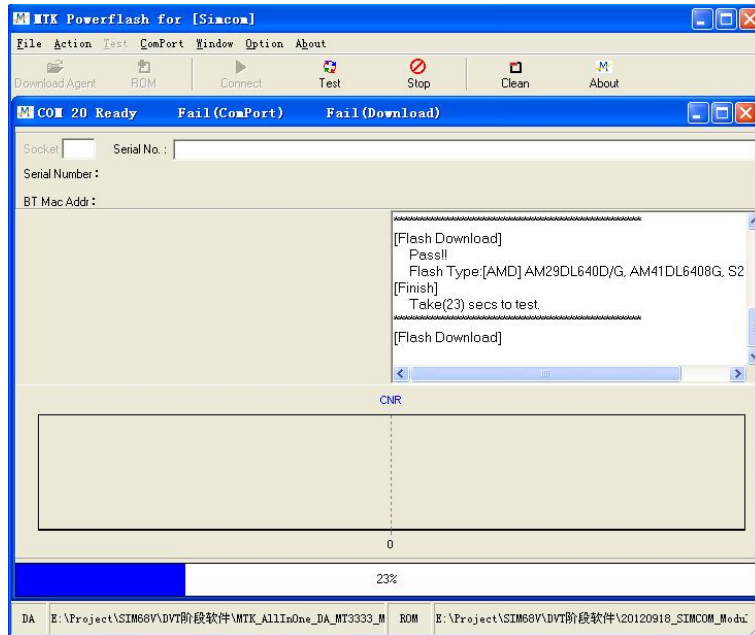 MTK Powerflash for [Simcom]
File Action Test ComPort Window Option About
Download Agent ROM Connect Test Stop Clean About
COM 20 Ready Fail(ComPort) Fail(Download)
Socket Serial No. :
Serial Number :
BT Mac Addr :
************************************************************
[Flash Download]
Pass!!
Flash Type:[AMD] AM29DL640D/G, AM41DL6408G, S2
[Finish]
Take(23) secs to test.
************************************************************
[Flash Download]
CNR
0
23%
DA E:\Project\SIM68V\DVT阶段软件\MTK_AllInOne_DA_MT3333_M ROM E:\Project\SIM68V\DVT阶段软件\20120918_SIMCOM_Modul